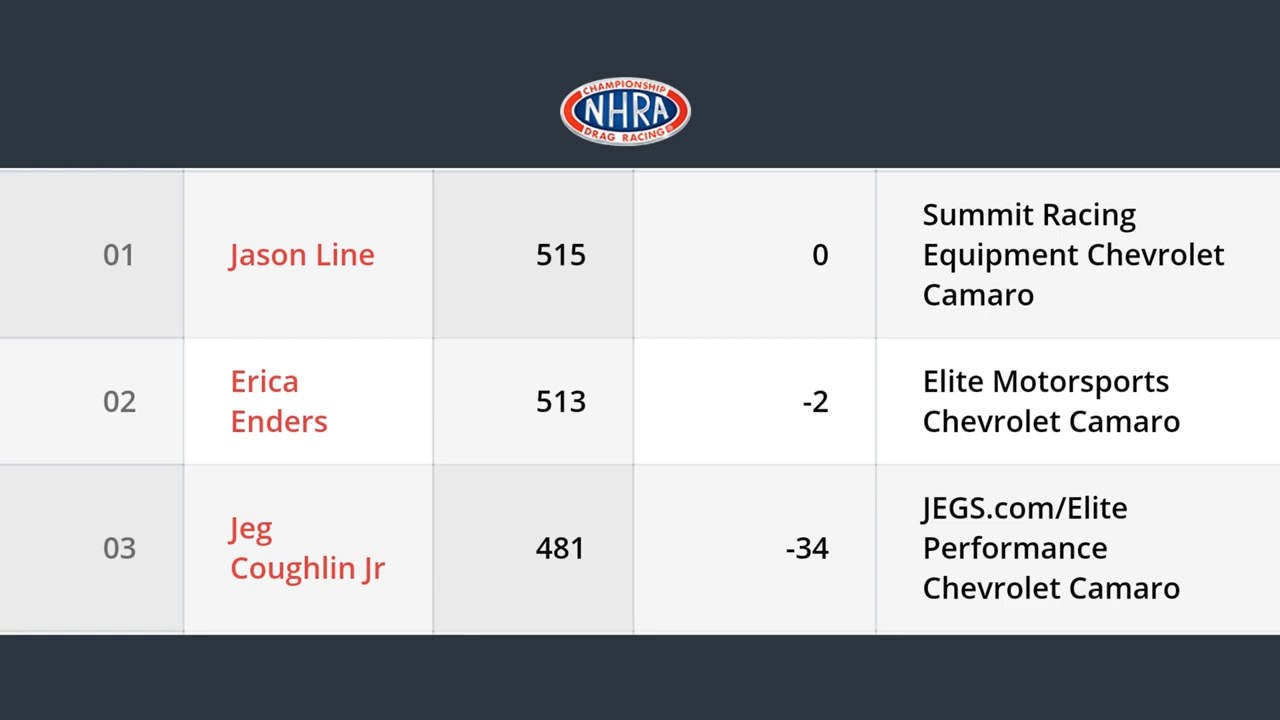 CHAMPIONSHIP
NHRA
DRAG RACING
01 Jason Line 515 0 Summit Racing
Equipment Chevrolet
Camaro
02 Erica
Enders 513 -2 Elite Motorsports
Chevrolet Camaro
03 Jeg
Coughlin Jr 481 -34 JEGS.com/Elite
Performance
Chevrolet Camaro